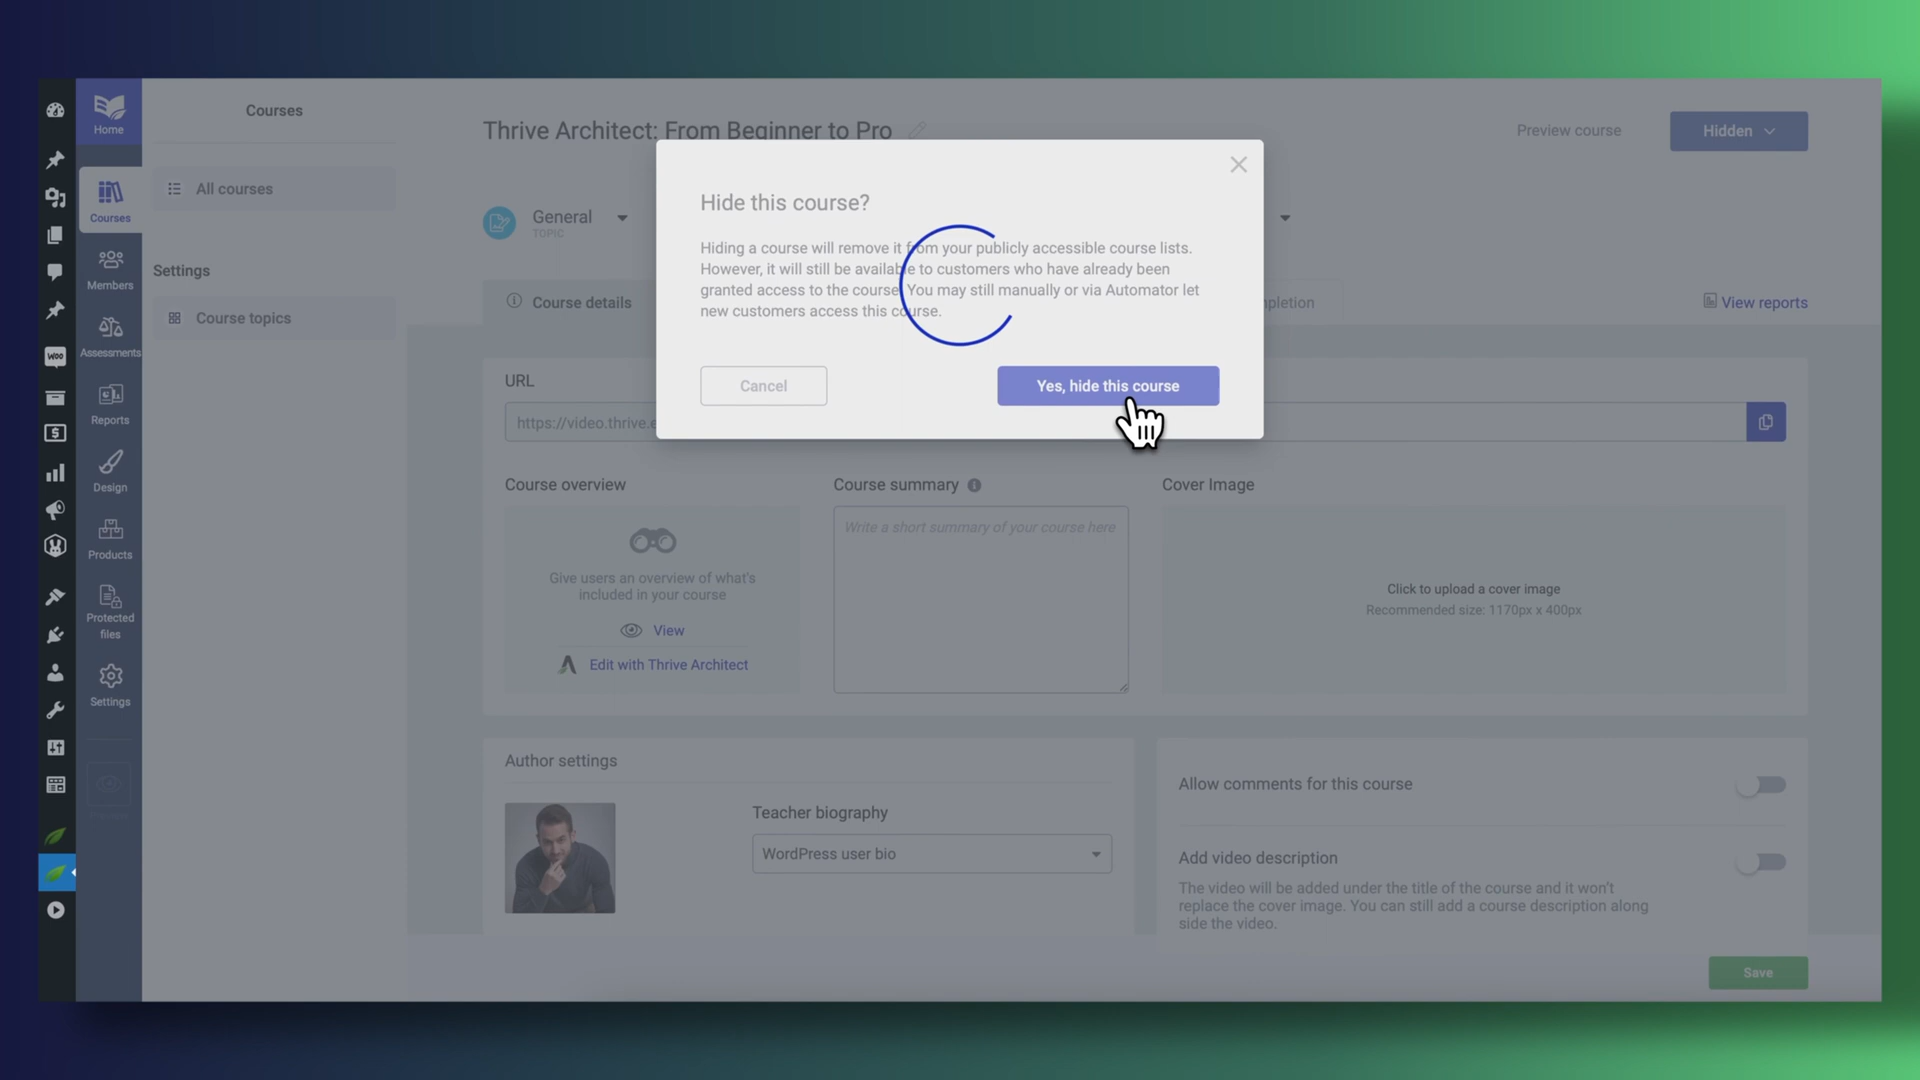 Home
Courses
Members
Assessments
Reports
Design
Products
Protected
files
Settings
woo
Courses
All courses
Settings
Course topics
Thrive Architect: From Beginner to Pro
Preview course
Hidden
General
TOPIC
Course details
View reports
Hide this course?
Hiding a course will remove it from your publicly accessible course lists.
However, it will still be available to customers who have already been
granted access to the course. You may still manually or via Automator let
new customers access this course.
Cancel
Yes, hide this course
URL
https://video.thrive.
Course overview
Give users an overview of what's
included in your course
View
Edit with Thrive Architect
Course summary
Write a short summary of your course here
Cover Image
Click to upload a cover image
Recommended size: 1170px x 400px
Author settings
Teacher biography
WordPress user bio
Allow comments for this course
Add video description
The video will be added under the title of the course and it won't
replace the cover image. You can still add a course description along
side the video.
Save